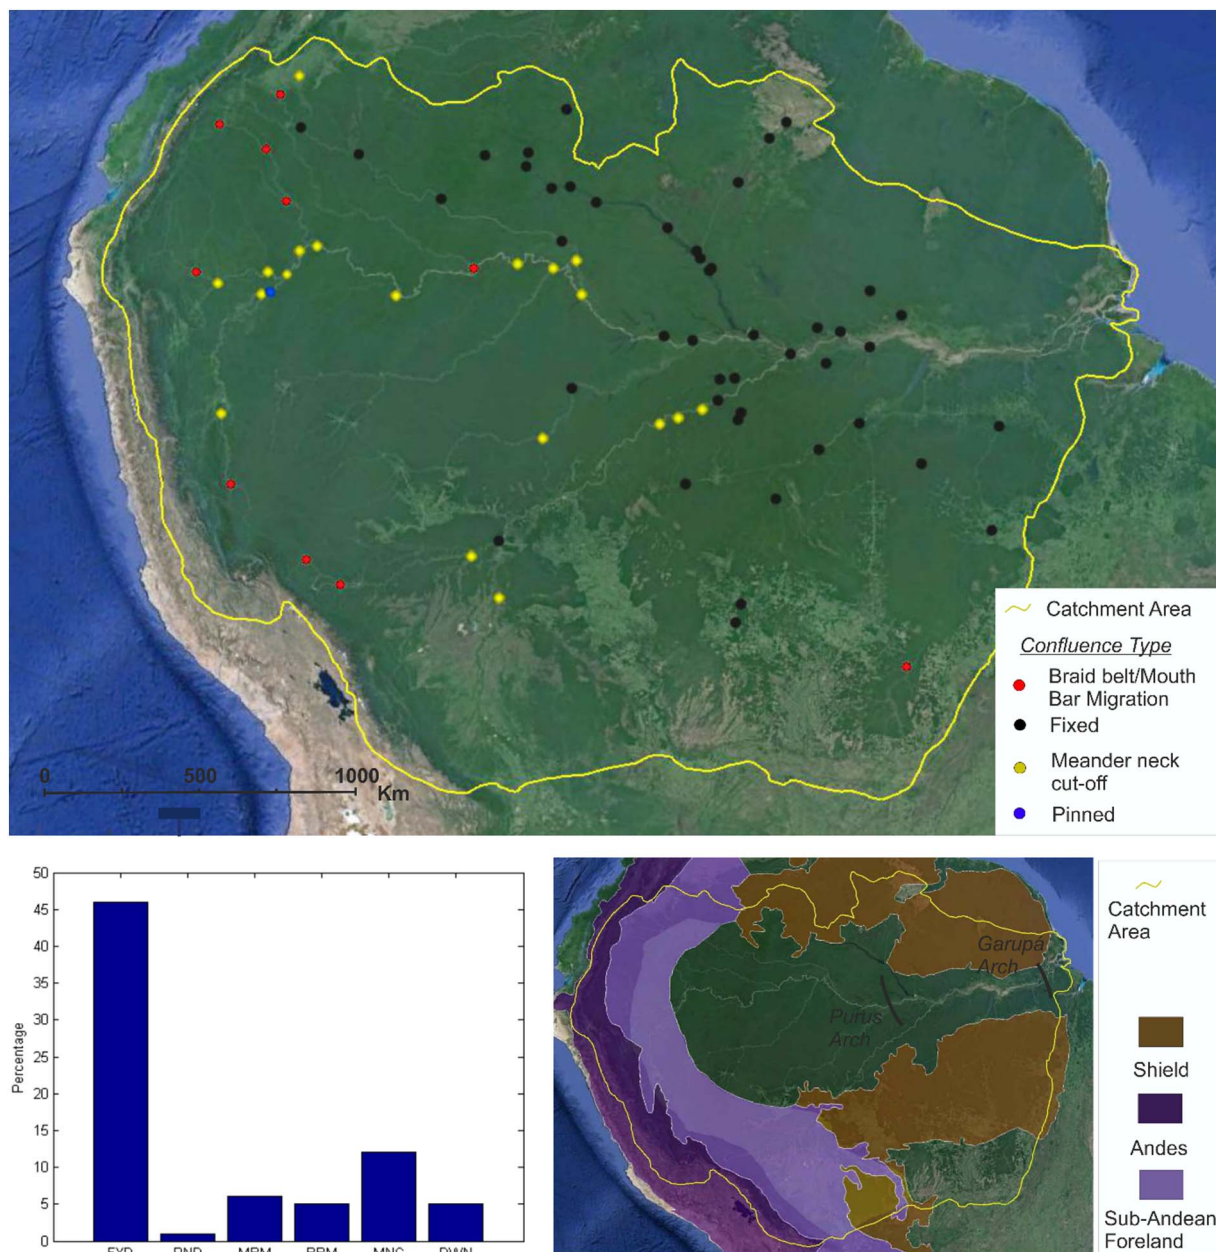 Catchment Area
Confluence Type
Braid belt/Mouth
Bar Migration
Fixed
Meander neck
cut-off
Pinned
0 500 1000
Km
50
45
40
35
30
25
20
15
10
5
0
Percentage
Catchment
Area
Garupa
Arch
Purus
Arch
Shield
Andes
Sub-Andean
Foreland